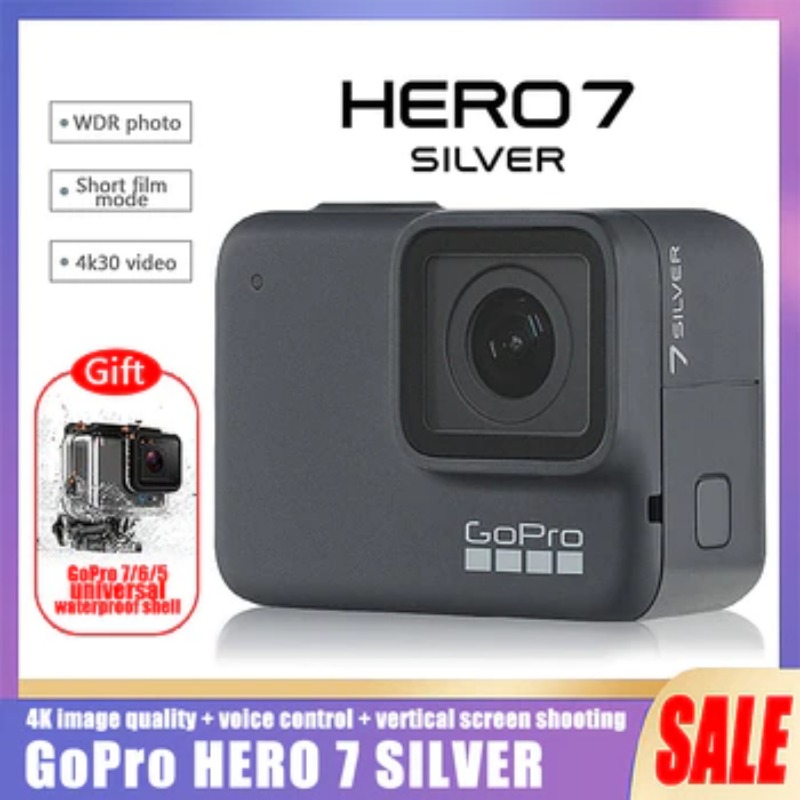 HERO7
SILVER
• WDR photo
• Short film
mode
• 4k30 video
Gift
GoPro 7/6/5
universal
waterproof shell
7 SILVER
GoPro
4K image quality + voice control + vertical screen shooting
GoPro HERO 7 SILVER
SALE